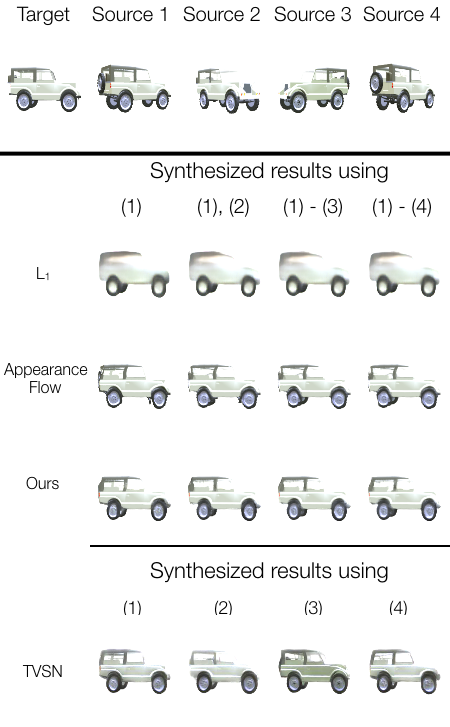 Target Source 1 Source 2 Source 3 Source 4
Synthesized results using
(1) (1), (2) (1) - (3) (1) - (4)
L₁
Appearance
Flow
Ours
Synthesized results using
(1) (2) (3) (4)
TVSN